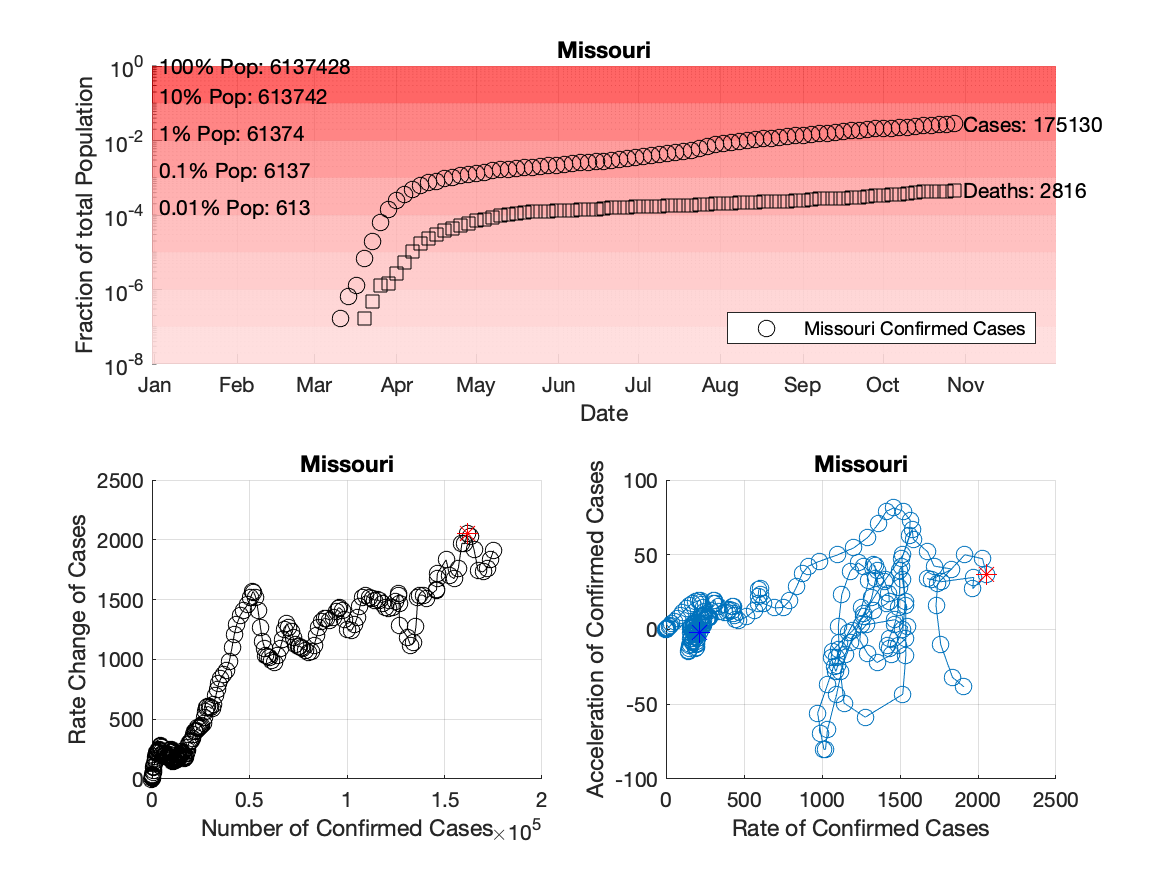 Missouri
Fraction of total Population
10^0
10^-2
10^-4
10^-6
10^-8
100% Pop: 6137428
10% Pop: 613742
1% Pop: 61374
0.1% Pop: 6137
0.01% Pop: 613
Cases: 175130
Deaths: 2816
Missouri Confirmed Cases
Jan Feb Mar Apr May Jun Jul Aug Sep Oct Nov
Date
Missouri
Rate Change of Cases
2500
2000
1500
1000
500
0
0 0.5 1 1.5 2
Number of Confirmed Cases ×10^5
Missouri
Acceleration of Confirmed Cases
100
50
0
-50
-100
0 500 1000 1500 2000 2500
Rate of Confirmed Cases